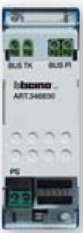 BUS TK BUS PI
bticino
ART.346830
PS